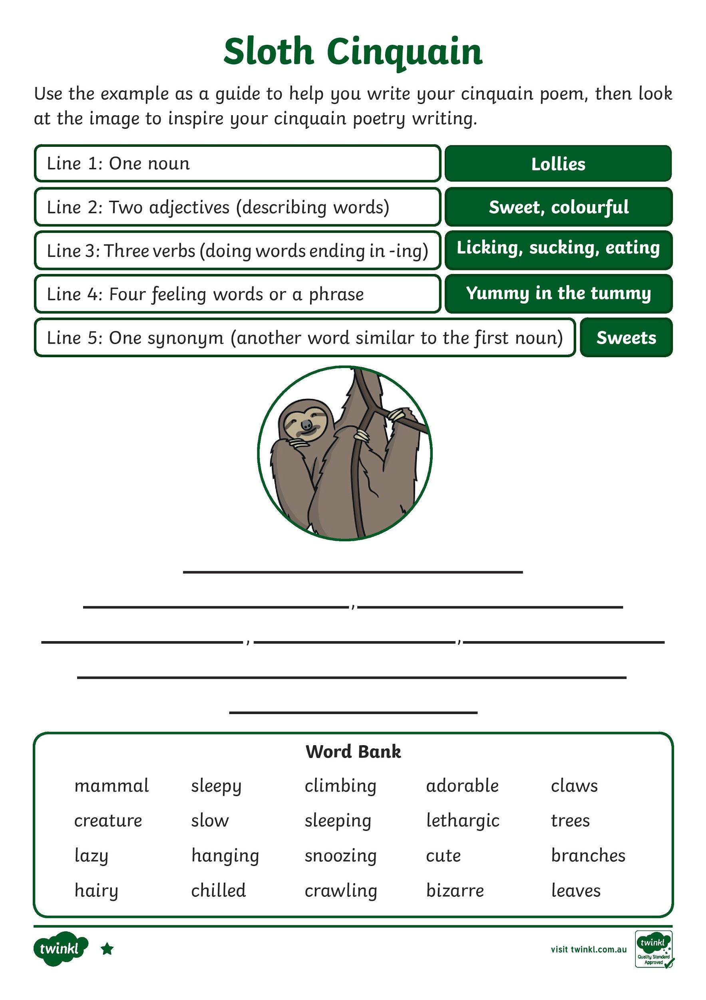 Sloth Cinquain
Use the example as a guide to help you write your cinquain poem, then look
at the image to inspire your cinquain poetry writing.
Line 1: One noun
Lollies
Line 2: Two adjectives (describing words)
Sweet, colourful
Line 3: Three verbs (doing words ending in -ing)
Licking, sucking, eating
Line 4: Four feeling words or a phrase
Yummy in the tummy
Line 5: One synonym (another word similar to the first noun)
Sweets
,
, ,
Word Bank
mammal sleepy climbing adorable claws
creature slow sleeping lethargic trees
lazy hanging snoozing cute branches
hairy chilled crawling bizarre leaves
twinkl
visit twinkl.com.au
twinkl
Quality Standard
Approved